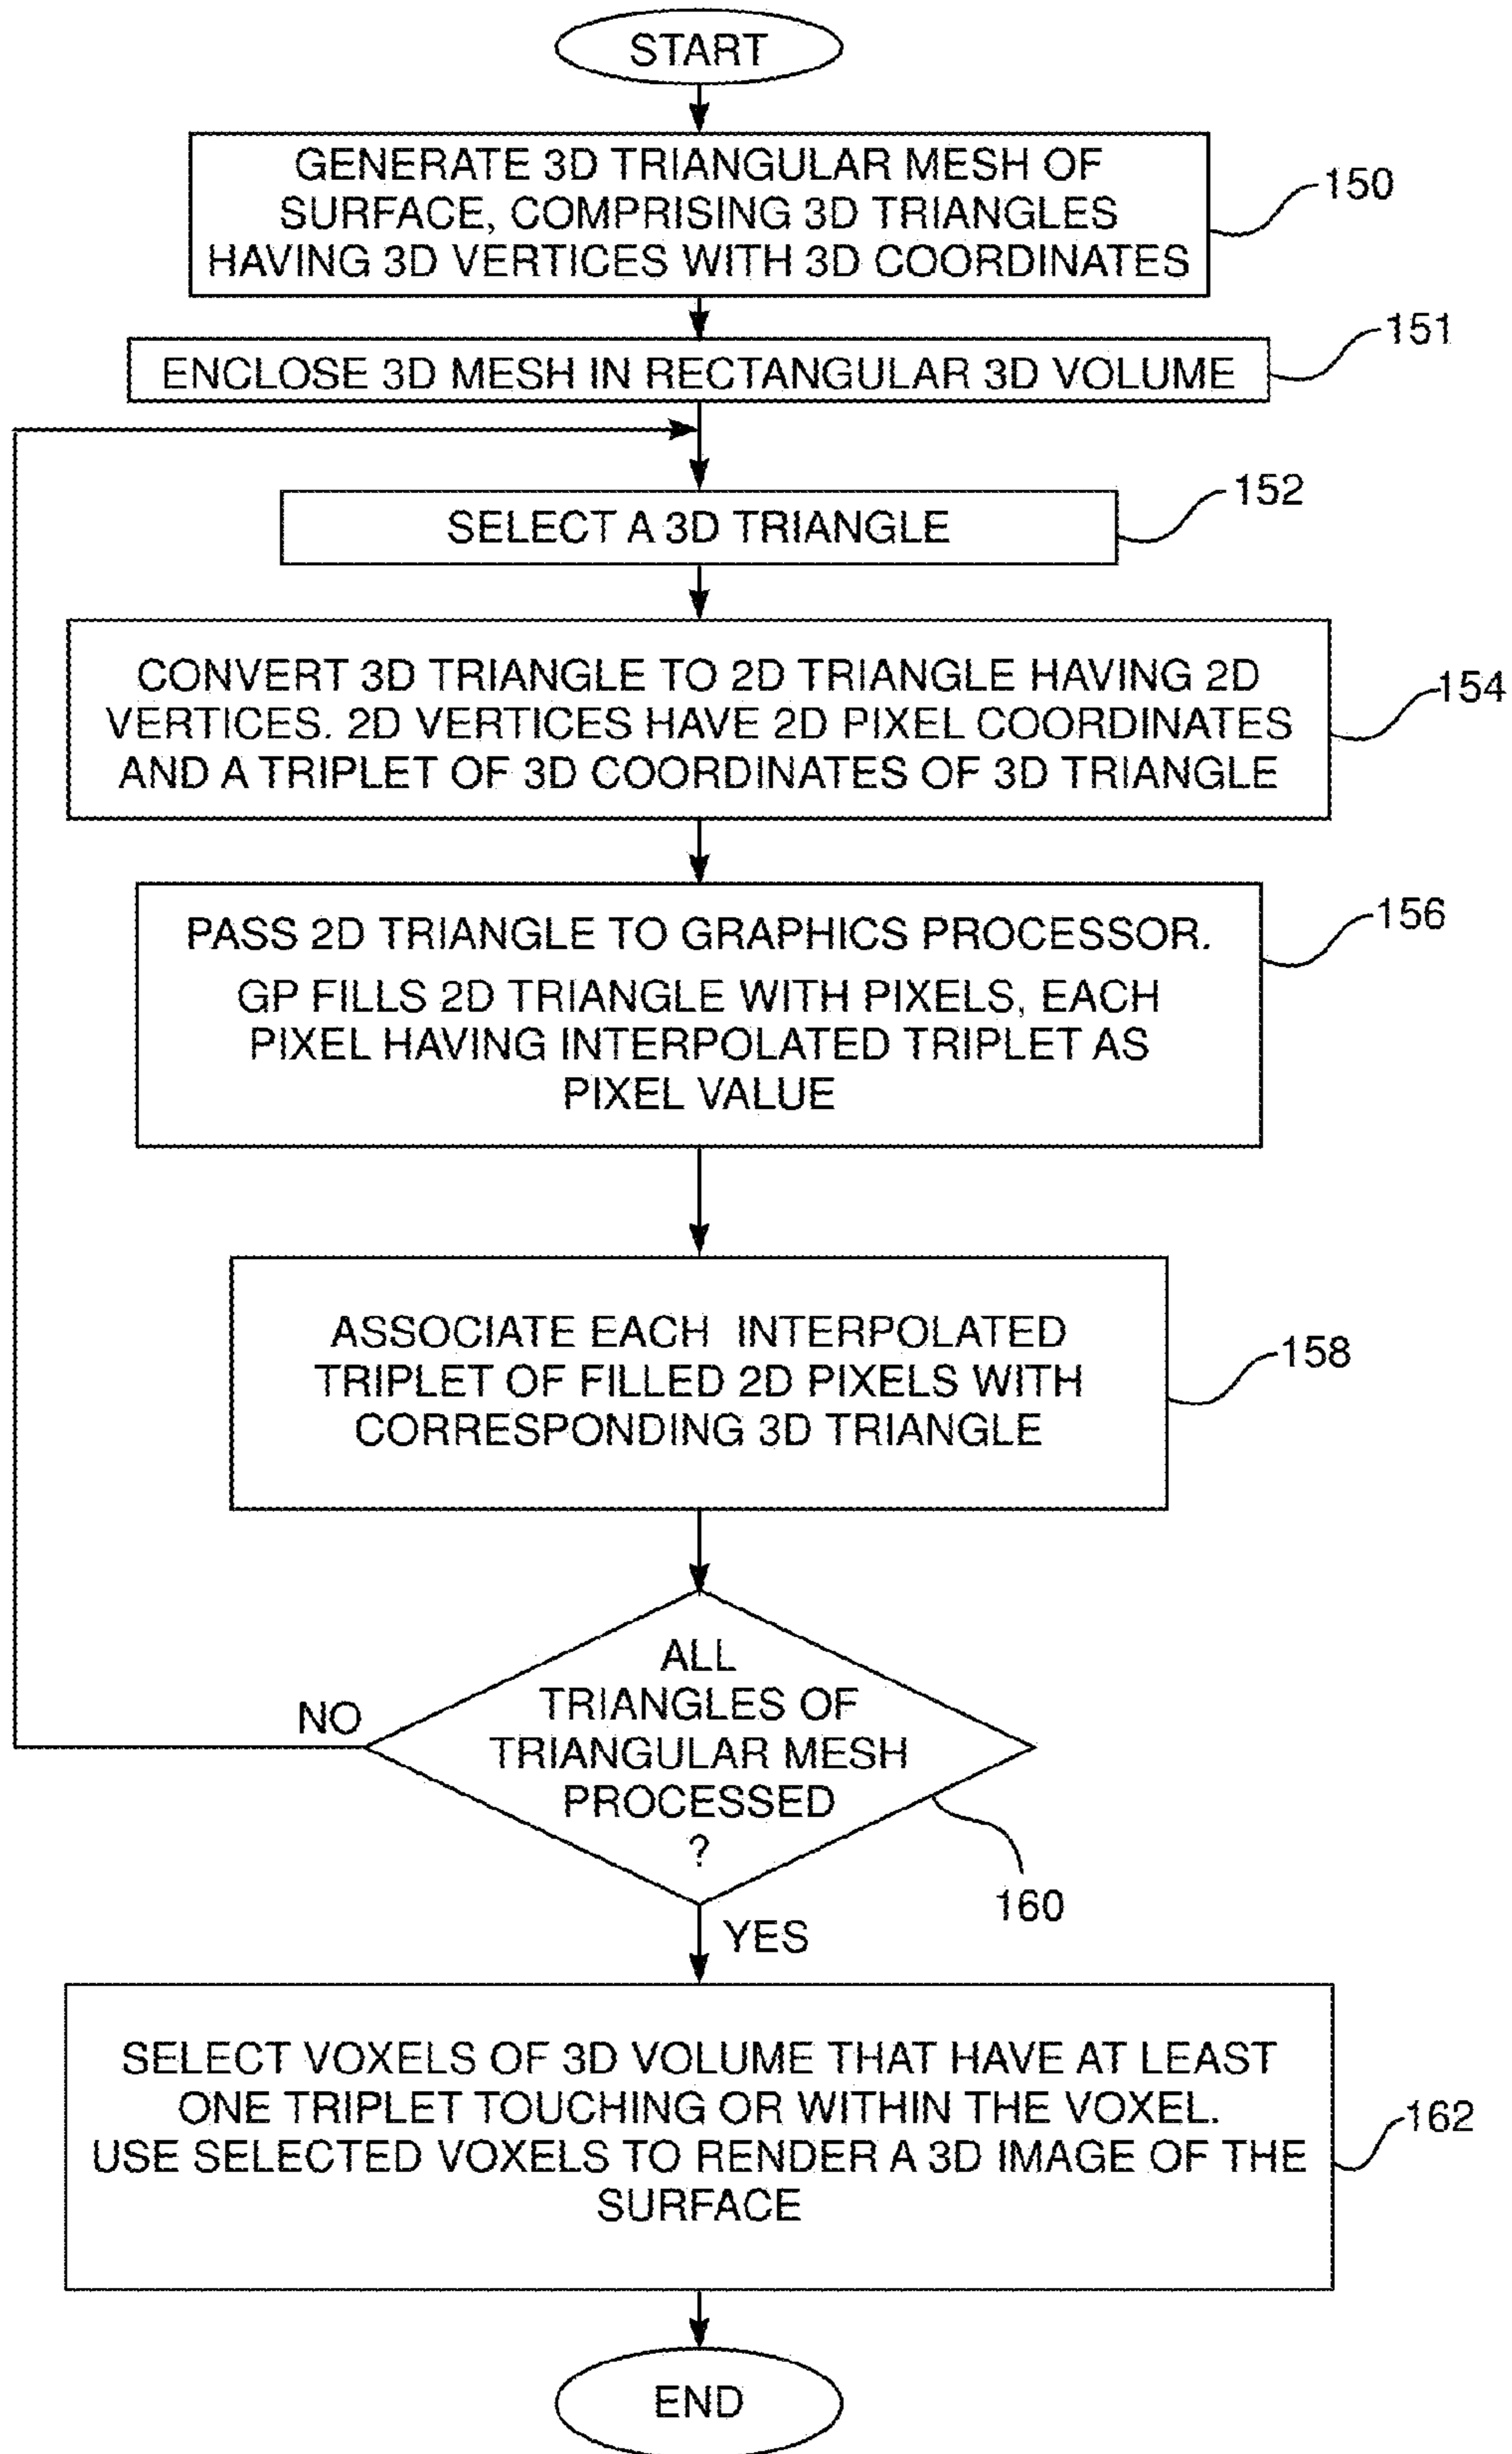 START
GENERATE 3D TRIANGULAR MESH OF
SURFACE, COMPRISING 3D TRIANGLES
HAVING 3D VERTICES WITH 3D COORDINATES
150
ENCLOSE 3D MESH IN RECTANGULAR 3D VOLUME
151
SELECT A 3D TRIANGLE
152
CONVERT 3D TRIANGLE TO 2D TRIANGLE HAVING 2D
VERTICES. 2D VERTICES HAVE 2D PIXEL COORDINATES
AND A TRIPLET OF 3D COORDINATES OF 3D TRIANGLE
154
PASS 2D TRIANGLE TO GRAPHICS PROCESSOR.
GP FILLS 2D TRIANGLE WITH PIXELS, EACH
PIXEL HAVING INTERPOLATED TRIPLET AS
PIXEL VALUE
156
ASSOCIATE EACH INTERPOLATED
TRIPLET OF FILLED 2D PIXELS WITH
CORRESPONDING 3D TRIANGLE
158
ALL
TRIANGLES OF
TRIANGULAR MESH
PROCESSED
?
NO
160
YES
SELECT VOXELS OF 3D VOLUME THAT HAVE AT LEAST
ONE TRIPLET TOUCHING OR WITHIN THE VOXEL.
USE SELECTED VOXELS TO RENDER A 3D IMAGE OF THE
SURFACE
162
END